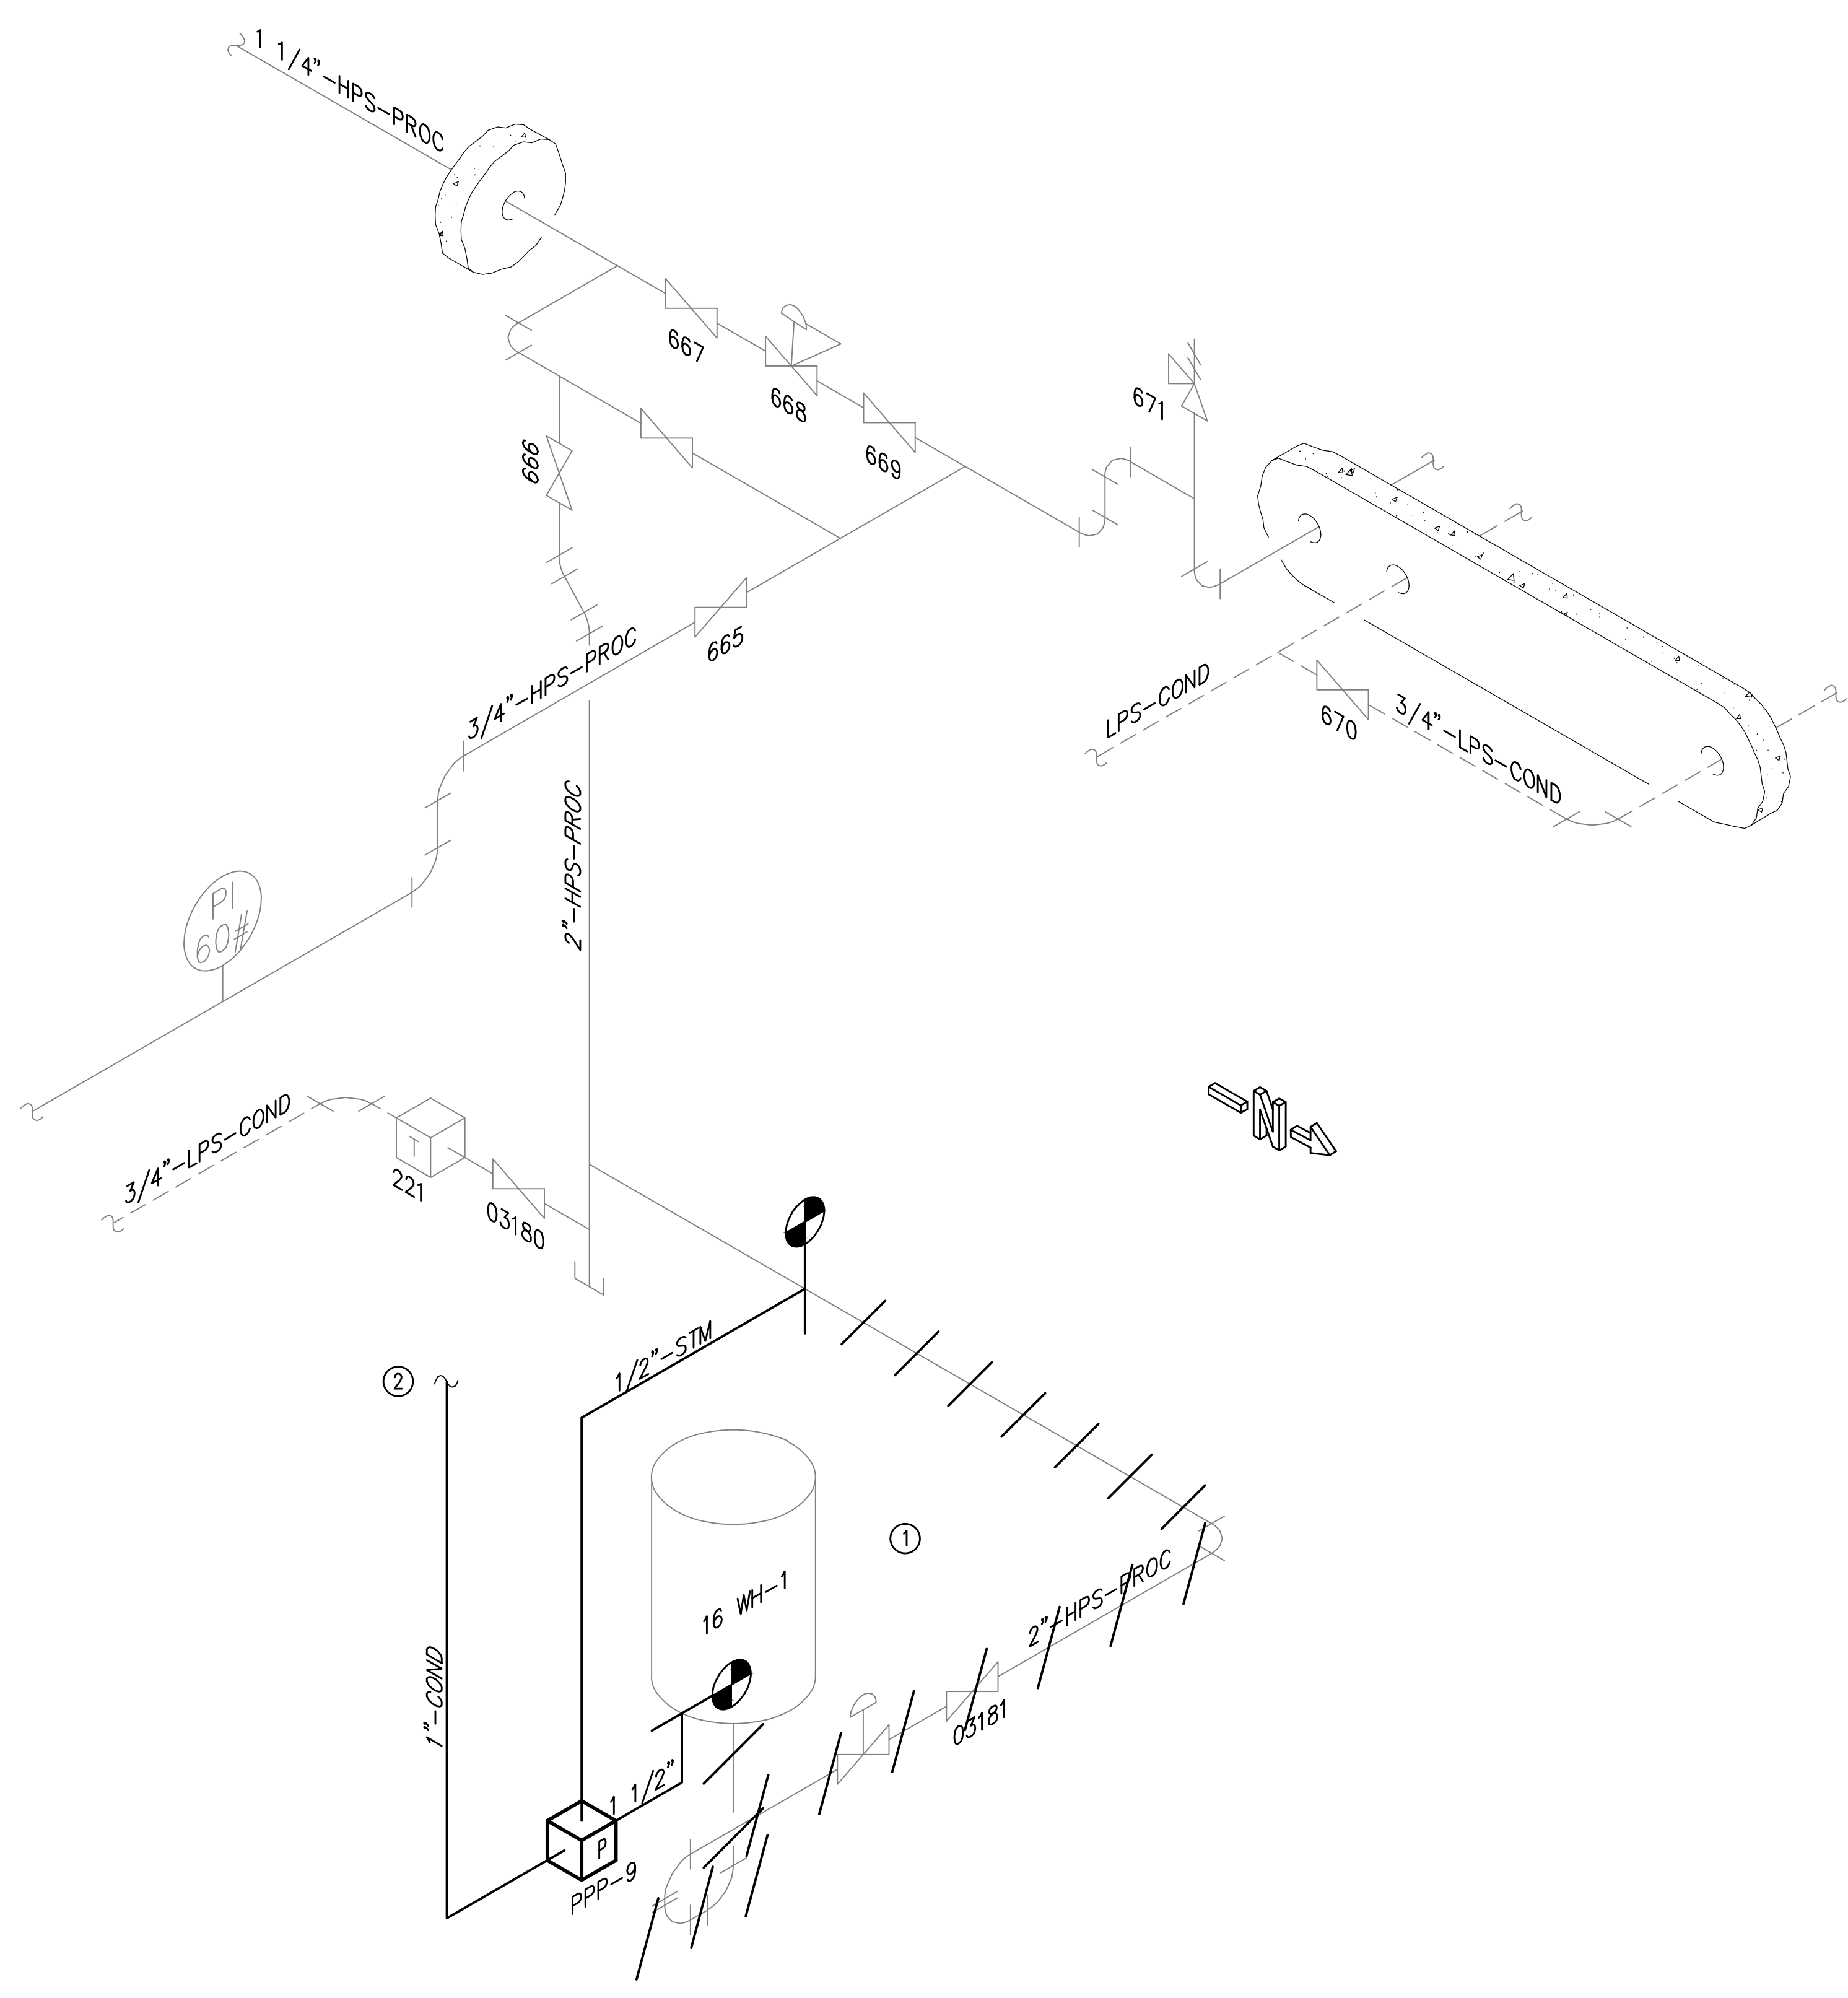 1 1/4"-HPS-PROC
667
668
669
671
666
665
3/4"-HPS-PROC
LPS-COND
670
3/4"-LPS-COND
2"-HPS-PROC
PI
60#
N
3/4"-LPS-COND
T
221
03180
1/2"-STM
2
1
16 WH-1
2"-HPS-PROC
03181
1"-COND
1 1/2"
P
PPP-9